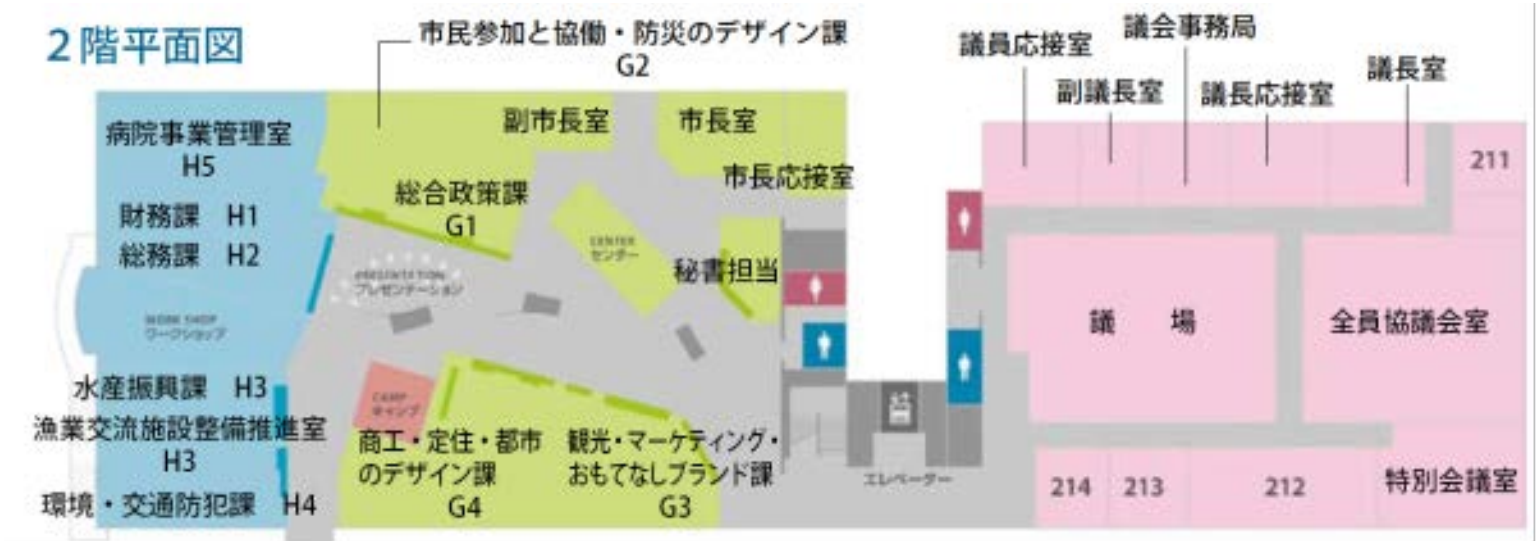 2階平面図
市民参加と協働・防災のデザイン課
G2
議員応接室
議会事務局
副議長室
議長応接室
議長室
病院事業管理室
H5
副市長室
市長室
市長応接室
211
財務課 H1
総務課 H2
総合政策課
G1
CENTER
センター
秘書担当
PRESENTATION
プレゼンテーション
WORK SHOP
ワークショップ
議場
全員協議会室
水産振興課 H3
漁業交流施設整備推進室
H3
環境・交通防犯課 H4
CAMP
キャンプ
商工・定住・都市
のデザイン課
G4
観光・マーケティング・
おもてなしブランド課
G3
エレベーター
214
213
212
特別会議室